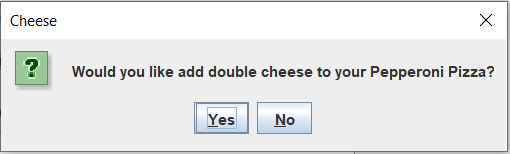 Cheese
?
Would you like add double cheese to your Pepperoni Pizza?
Yes No